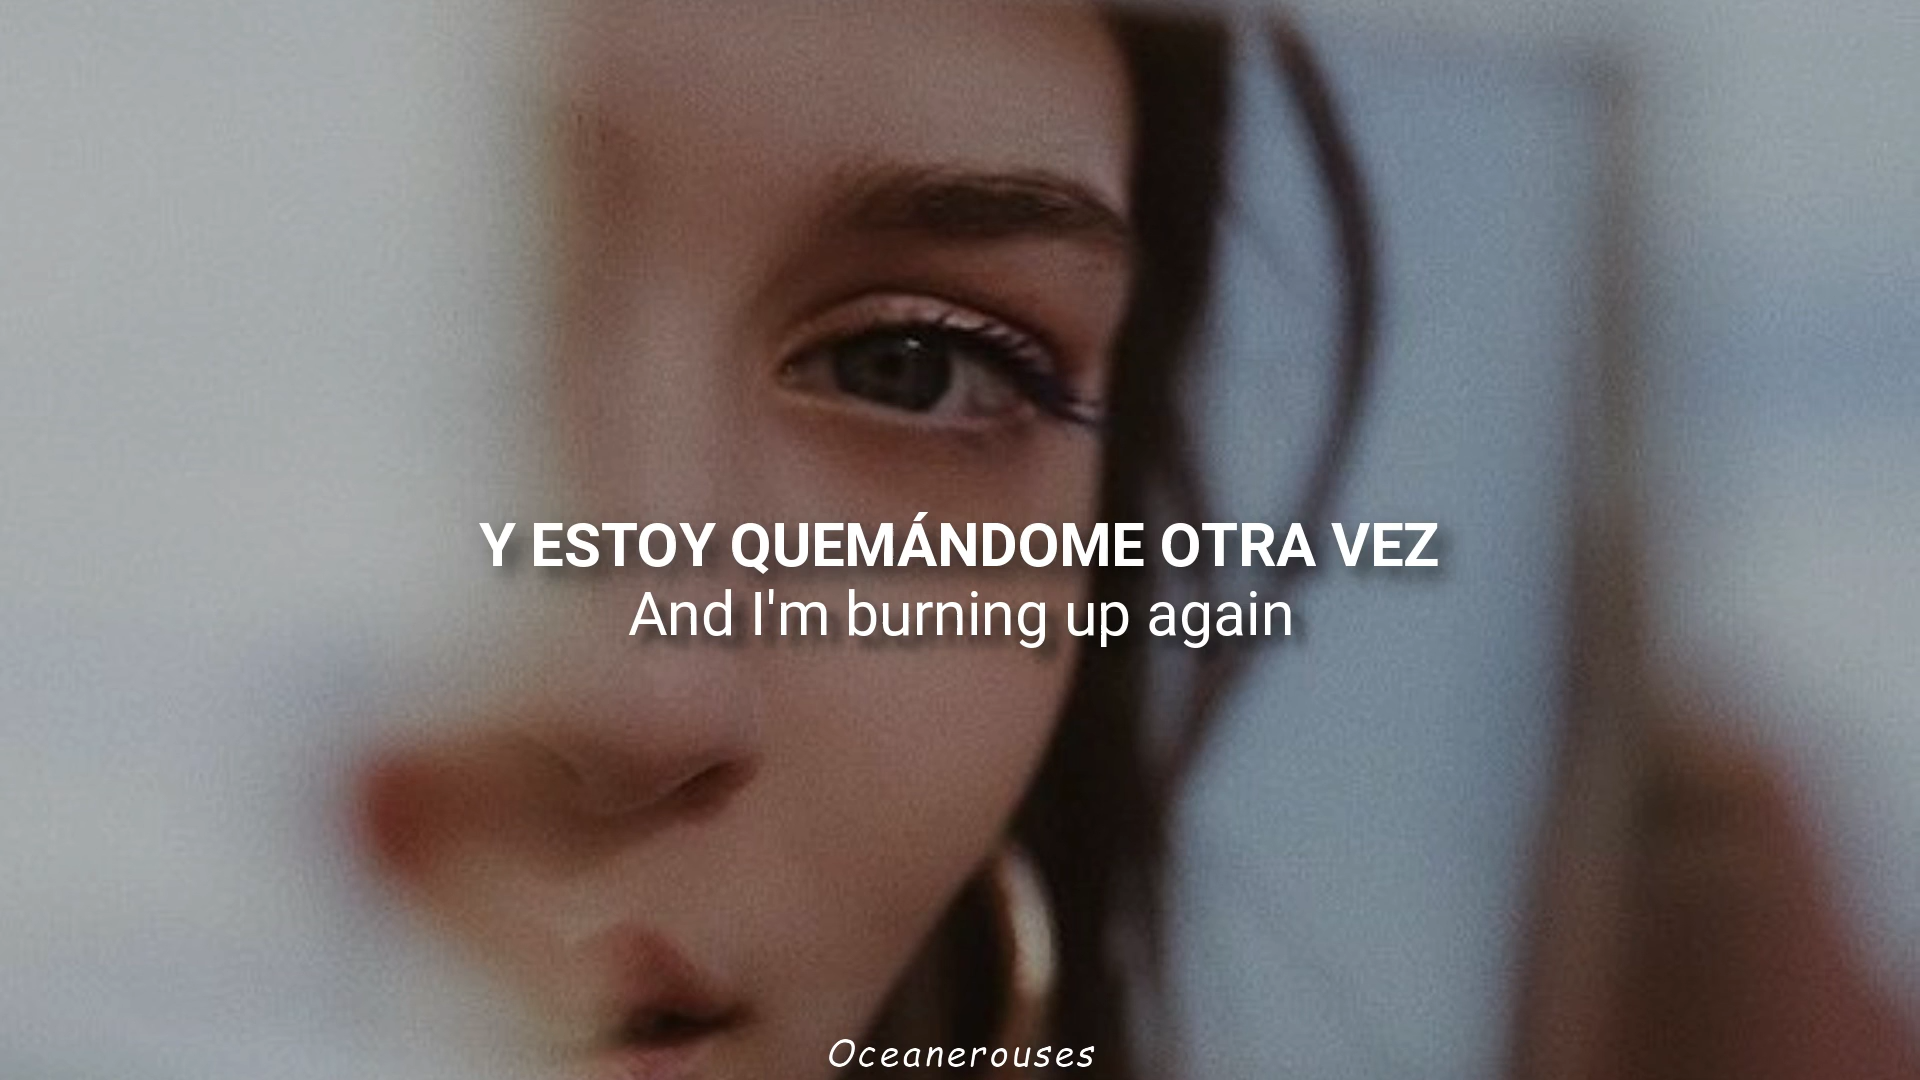 Y ESTOY QUEMÁNDOME OTRA VEZ
And I'm burning up again
Oceanerouses